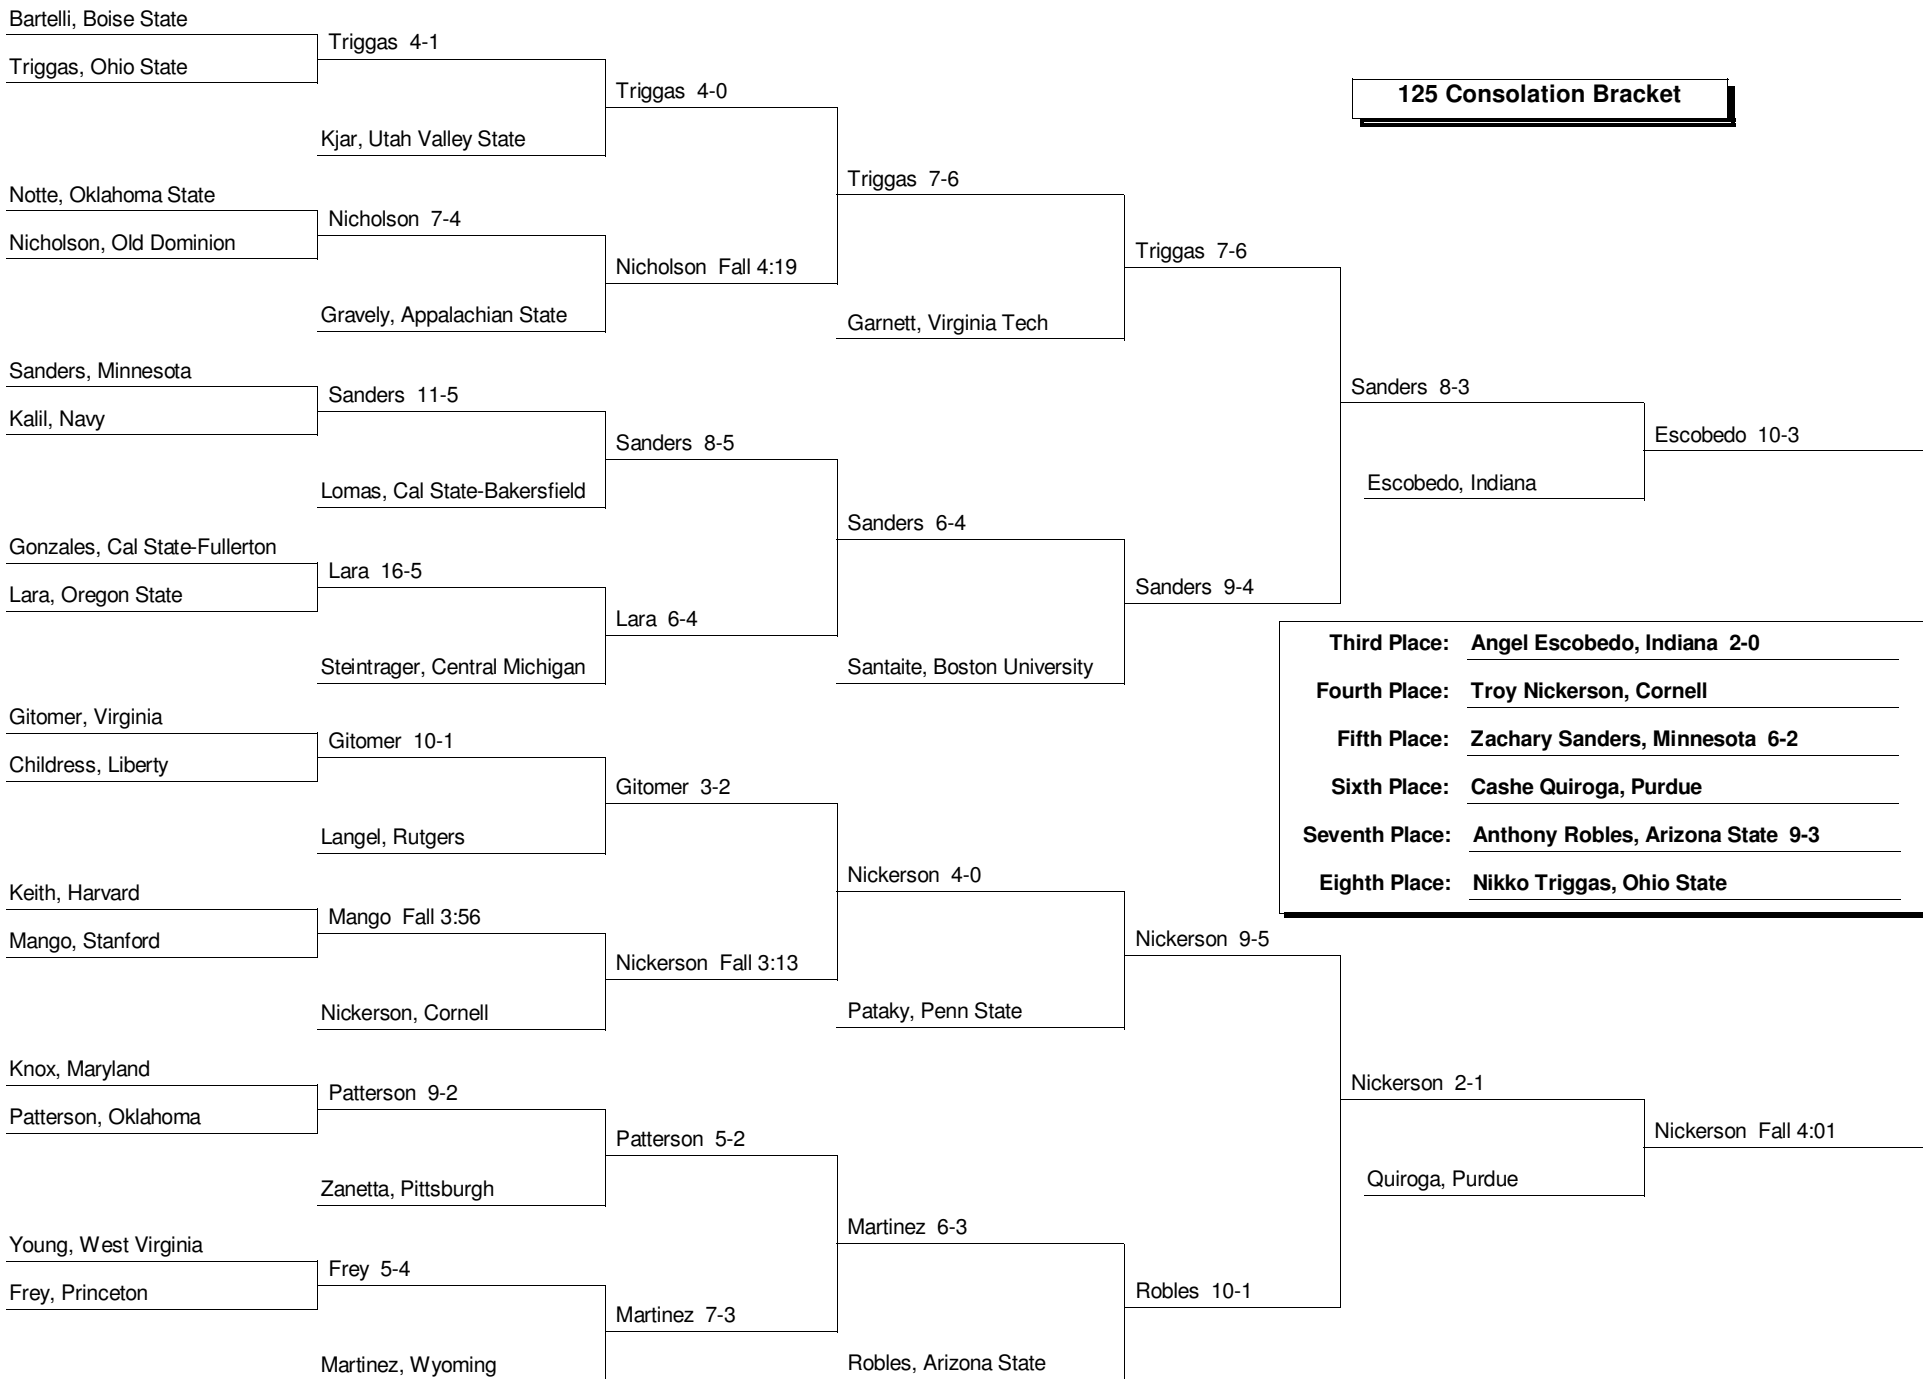 Bartelli, Boise State
Triggas 4-1
Triggas, Ohio State
Triggas 4-0
125 Consolation Bracket
Kjar, Utah Valley State
Triggas 7-6
Notte, Oklahoma State
Nicholson 7-4
Nicholson, Old Dominion
Triggas 7-6
Nicholson Fall 4:19
Gravely, Appalachian State
Garnett, Virginia Tech
Sanders, Minnesota
Sanders 8-3
Sanders 11-5
Kalil, Navy
Escobedo 10-3
Sanders 8-5
Escobedo, Indiana
Lomas, Cal State-Bakersfield
Sanders 6-4
Gonzales, Cal State-Fullerton
Lara 16-5
Sanders 9-4
Lara, Oregon State
Lara 6-4
Steintrager, Central Michigan
Santaite, Boston University
Third Place: Angel Escobedo, Indiana 2-0
Fourth Place: Troy Nickerson, Cornell
Fifth Place: Zachary Sanders, Minnesota 6-2
Sixth Place: Cashe Quiroga, Purdue
Seventh Place: Anthony Robles, Arizona State 9-3
Eighth Place: Nikko Triggas, Ohio State
Gitomer, Virginia
Gitomer 10-1
Childress, Liberty
Gitomer 3-2
Langel, Rutgers
Nickerson 4-0
Keith, Harvard
Mango Fall 3:56
Mango, Stanford
Nickerson 9-5
Nickerson Fall 3:13
Nickerson, Cornell
Pataky, Penn State
Knox, Maryland
Nickerson 2-1
Patterson 9-2
Patterson, Oklahoma
Nickerson Fall 4:01
Patterson 5-2
Quiroga, Purdue
Zanetta, Pittsburgh
Martinez 6-3
Young, West Virginia
Frey 5-4
Frey, Princeton
Robles 10-1
Martinez 7-3
Martinez, Wyoming
Robles, Arizona State